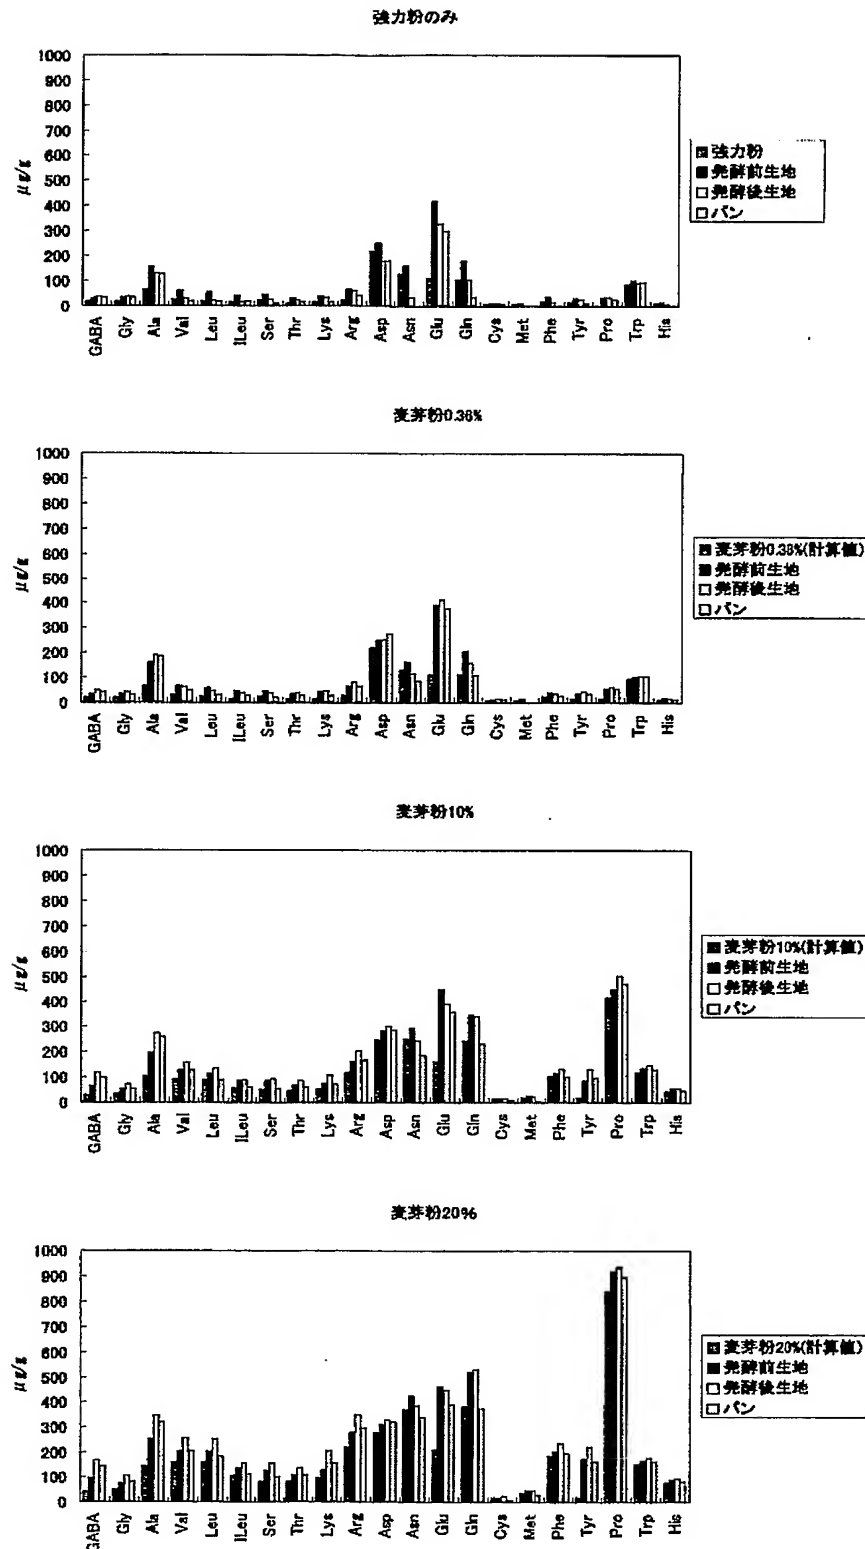 強力粉のみ
1000
900
800
700
600
500
400
300
200
100
0
μg/g
GABA
Gly
Ala
Val
Leu
ILeu
Ser
Thr
Lys
Arg
Asp
Asn
Glu
Gln
Cys
Met
Phe
Tyr
Pro
Trp
His
強力粉
発酵前生地
発酵後生地
パン
麦芽粉0.38%
1000
900
800
700
600
500
400
300
200
100
0
μg/g
GABA
Gly
Ala
Val
Leu
ILeu
Ser
Thr
Lys
Arg
Asp
Asn
Glu
Gln
Cys
Met
Phe
Tyr
Pro
Trp
His
麦芽粉0.38%(計算値)
発酵前生地
発酵後生地
パン
麦芽粉10%
1000
900
800
700
600
500
400
300
200
100
0
μg/g
GABA
Gly
Ala
Val
Leu
ILeu
Ser
Thr
Lys
Arg
Asp
Asn
Glu
Gln
Cys
Met
Phe
Tyr
Pro
Trp
His
麦芽粉10%(計算値)
発酵前生地
発酵後生地
パン
麦芽粉20%
1000
900
800
700
600
500
400
300
200
100
0
μg/g
GABA
Gly
Ala
Val
Leu
ILeu
Ser
Thr
Lys
Arg
Asp
Asn
Glu
Gln
Cys
Met
Phe
Tyr
Pro
Trp
His
麦芽粉20%(計算値)
発酵前生地
発酵後生地
パン